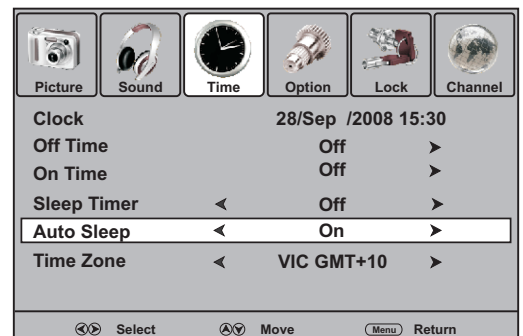 Picture Sound Time Option Lock Channel
Clock 28/Sep /2008 15:30
Off Time Off
On Time Off
Sleep Timer Off
Auto Sleep On
Time Zone VIC GMT+10
Select Move Menu Return